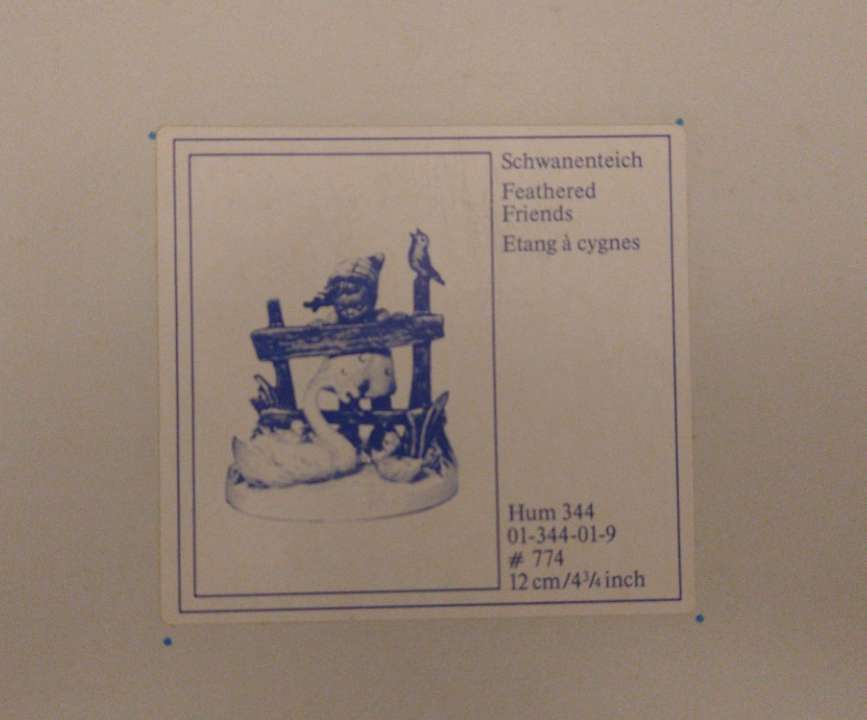 Schwanenteich
Feathered
Friends
Etang à cygnes
Hum 344
01-344-01-9
# 774
12 cm/4¾ inch